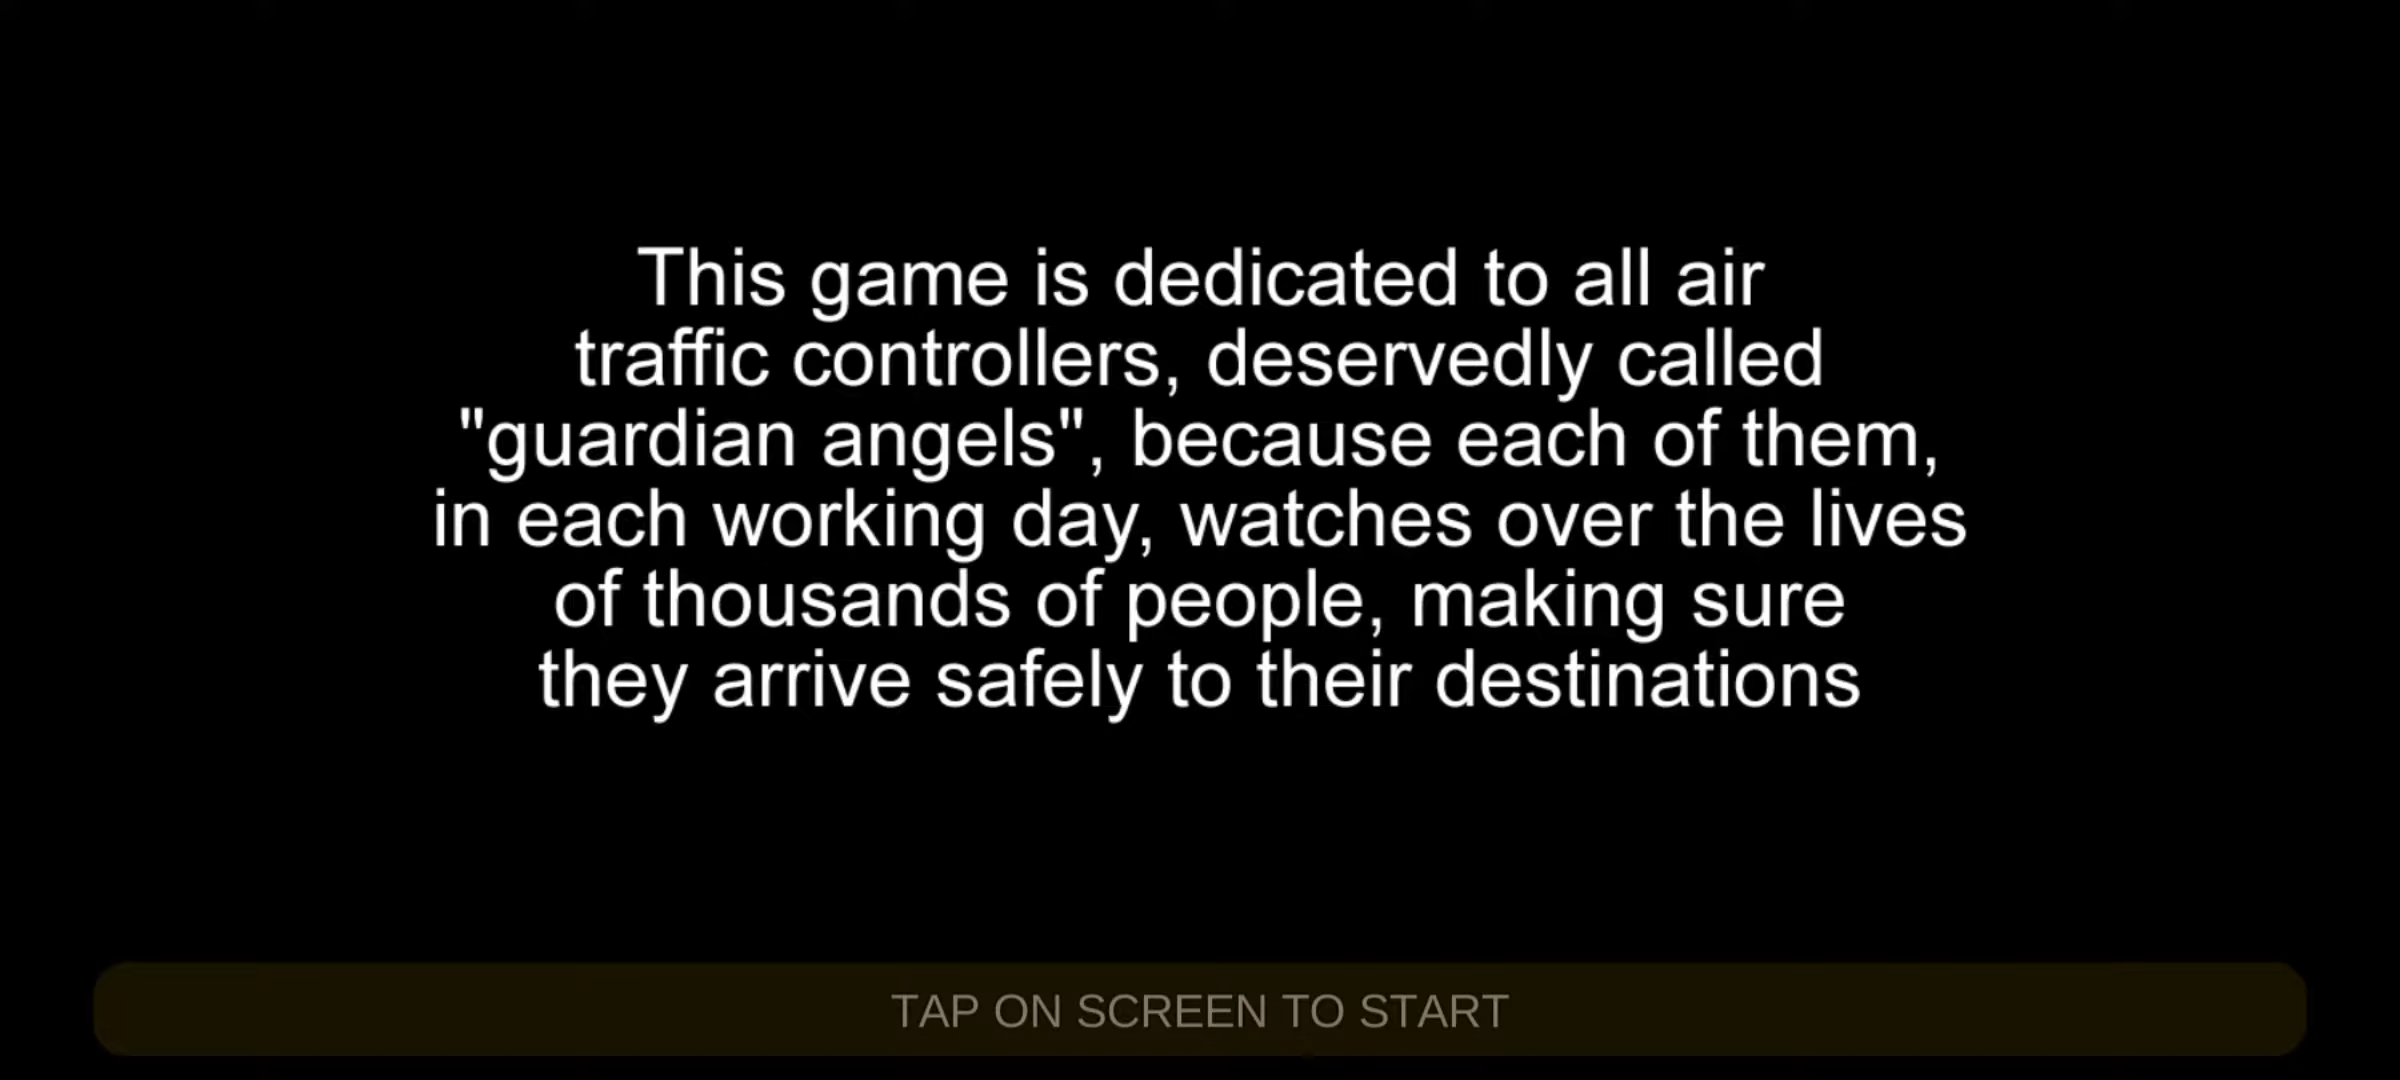 This game is dedicated to all air
traffic controllers, deservedly called
"guardian angels", because each of them,
in each working day, watches over the lives
of thousands of people, making sure
they arrive safely to their destinations
TAP ON SCREEN TO START